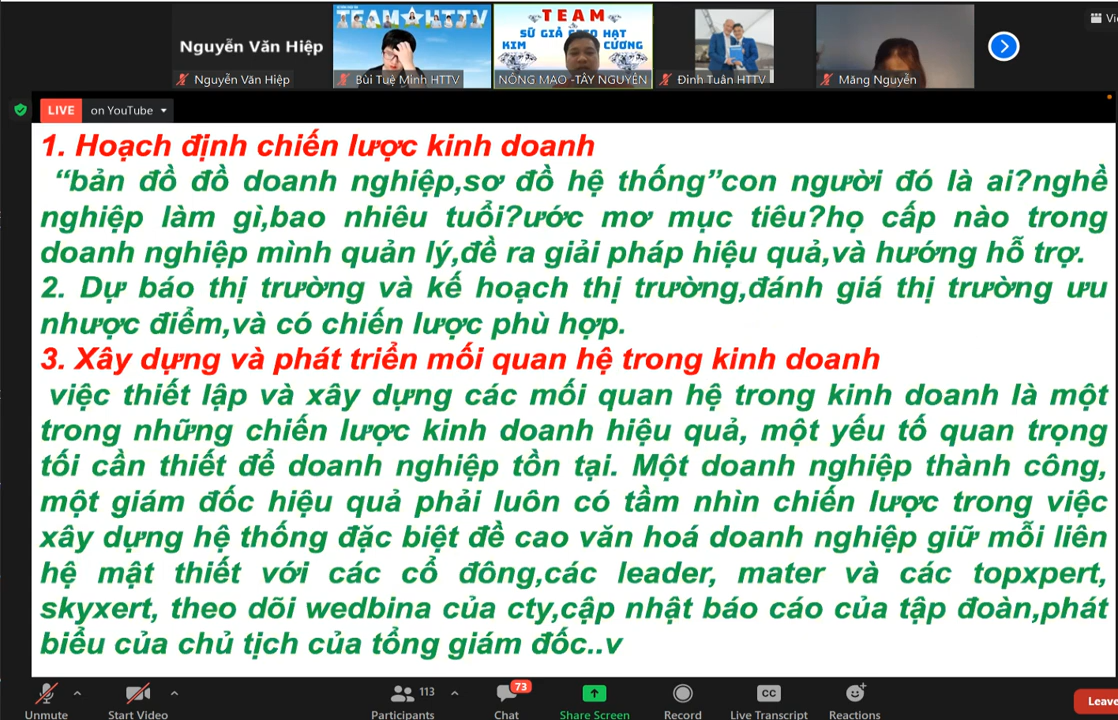 Nguyễn Văn Hiệp
Nguyễn Văn Hiệp
TEAM★HTTV
Bùi Tuệ Minh HTTV
TEAM
SỨ GIẢ GIEO HẠT
KIM CƯƠNG
NÔNG MẠO -TÂY NGUYÊN
Đinh Tuân HTTV
Măng Nguyễn
LIVE on YouTube
1. Hoạch định chiến lược kinh doanh
“bản đồ đồ doanh nghiệp,sơ đồ hệ thống”con người đó là ai?nghề
nghiệp làm gì,bao nhiêu tuổi?ước mơ mục tiêu?họ cấp nào trong
doanh nghiệp mình quản lý,đề ra giải pháp hiệu quả,và hướng hỗ trợ.
2. Dự báo thị trường và kế hoạch thị trường,đánh giá thị trường ưu
nhược điểm,và có chiến lược phù hợp.
3. Xây dựng và phát triển mối quan hệ trong kinh doanh
việc thiết lập và xây dựng các mối quan hệ trong kinh doanh là một
trong những chiến lược kinh doanh hiệu quả, một yếu tố quan trọng
tối cần thiết để doanh nghiệp tồn tại. Một doanh nghiệp thành công,
một giám đốc hiệu quả phải luôn có tầm nhìn chiến lược trong việc
xây dựng hệ thống đặc biệt đề cao văn hoá doanh nghiệp giữ mỗi liên
hệ mật thiết với các cổ đông,các leader, mater và các topxpert,
skyxert, theo dõi wedbina của cty,cập nhật báo cáo của tập đoàn,phát
biểu của chủ tịch của tổng giám đốc..v
Unmute
Start Video
113
Participants
73
Chat
Share Screen
Record
CC
Live Transcript
Reactions
Leave